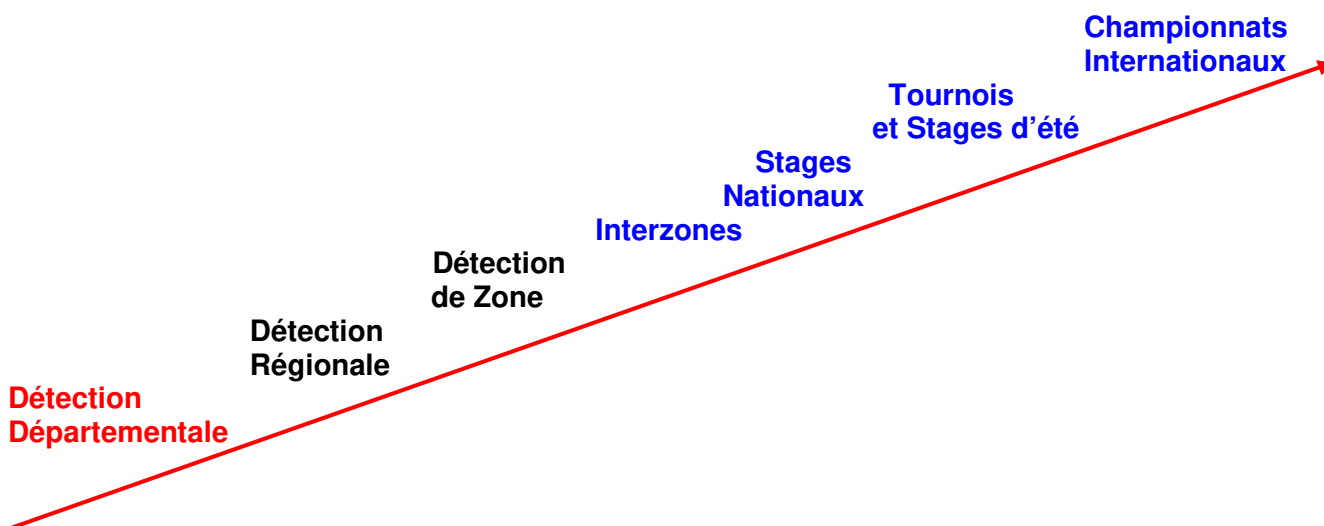 Championnats
Internationaux
Tournois
et Stages d'été
Stages
Nationaux
Interzones
Détection
de Zone
Détection
Régionale
Détection
Départementale